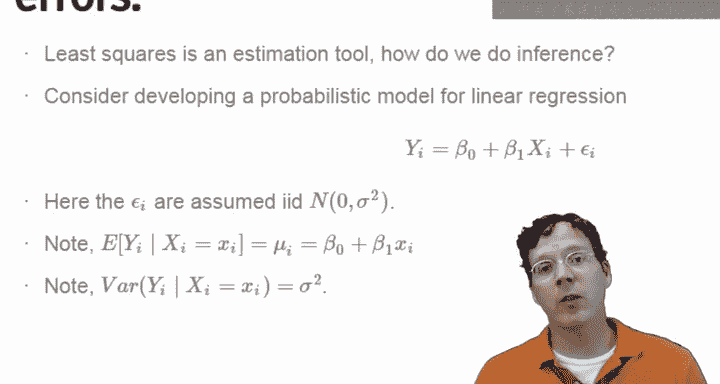 errors.
· Least squares is an estimation tool, how do we do inference?
· Consider developing a probabilistic model for linear regression
Yᵢ = β₀ + β₁Xᵢ + ϵᵢ
· Here the ϵᵢ are assumed iid N(0, σ²).
· Note, E[Yᵢ | Xᵢ = xᵢ] = μᵢ = β₀ + β₁xᵢ
· Note, Var(Yᵢ | Xᵢ = xᵢ) = σ².